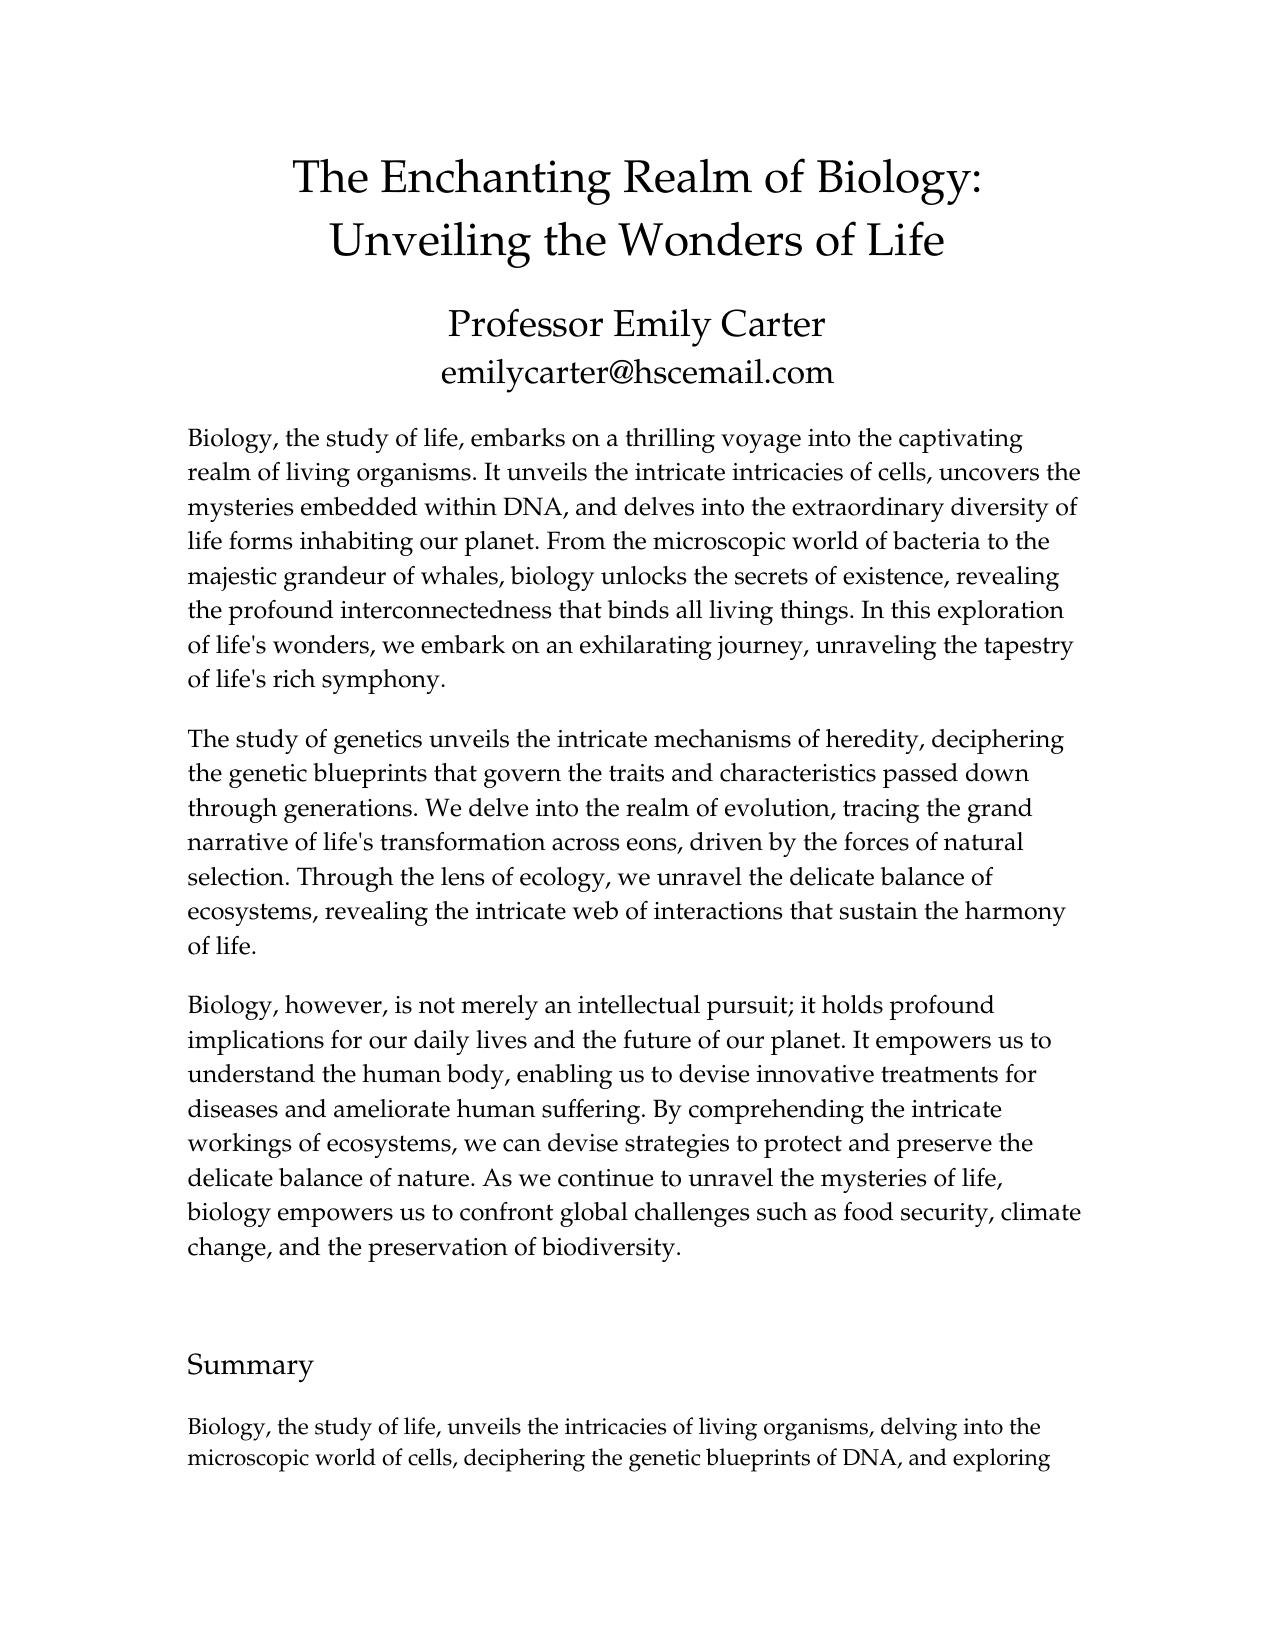 The Enchanting Realm of Biology:
Unveiling the Wonders of Life
Professor Emily Carter
emilycarter@hscemail.com
Biology, the study of life, embarks on a thrilling voyage into the captivating
realm of living organisms. It unveils the intricate intricacies of cells, uncovers the
mysteries embedded within DNA, and delves into the extraordinary diversity of
life forms inhabiting our planet. From the microscopic world of bacteria to the
majestic grandeur of whales, biology unlocks the secrets of existence, revealing
the profound interconnectedness that binds all living things. In this exploration
of life's wonders, we embark on an exhilarating journey, unraveling the tapestry
of life's rich symphony.
The study of genetics unveils the intricate mechanisms of heredity, deciphering
the genetic blueprints that govern the traits and characteristics passed down
through generations. We delve into the realm of evolution, tracing the grand
narrative of life's transformation across eons, driven by the forces of natural
selection. Through the lens of ecology, we unravel the delicate balance of
ecosystems, revealing the intricate web of interactions that sustain the harmony
of life.
Biology, however, is not merely an intellectual pursuit; it holds profound
implications for our daily lives and the future of our planet. It empowers us to
understand the human body, enabling us to devise innovative treatments for
diseases and ameliorate human suffering. By comprehending the intricate
workings of ecosystems, we can devise strategies to protect and preserve the
delicate balance of nature. As we continue to unravel the mysteries of life,
biology empowers us to confront global challenges such as food security, climate
change, and the preservation of biodiversity.
Summary
Biology, the study of life, unveils the intricacies of living organisms, delving into the
microscopic world of cells, deciphering the genetic blueprints of DNA, and exploring